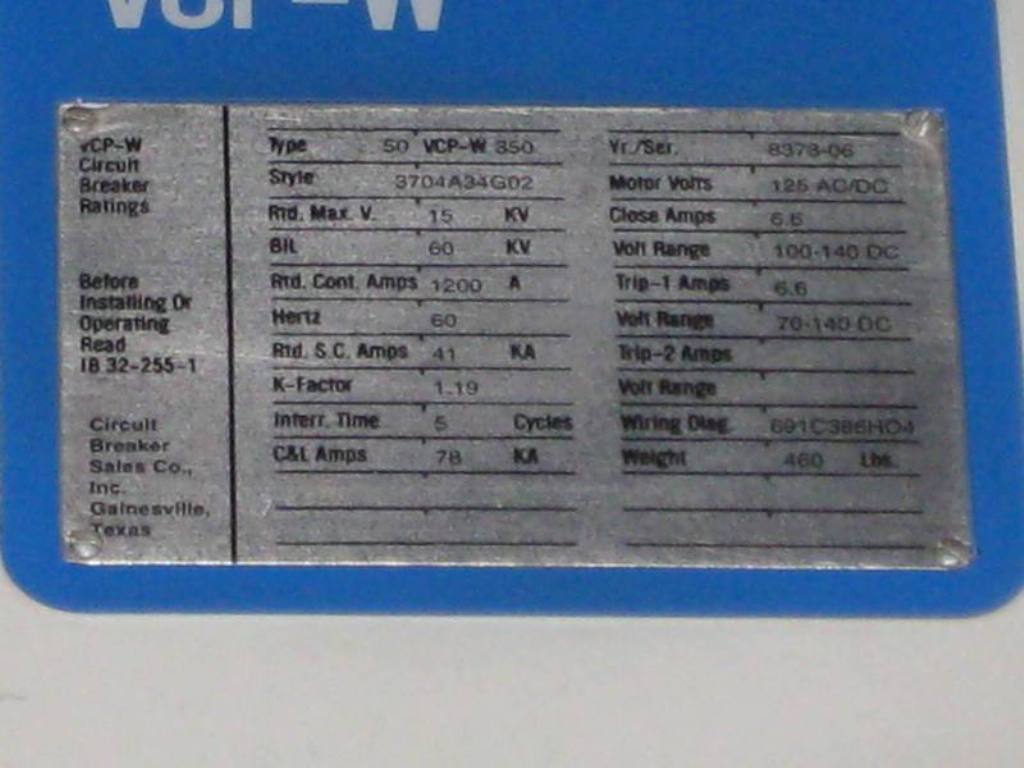 VCP-W
VCP-W
Circuit
Breaker
Ratings
Before
Installing Or
Operating
Read
IB 32-255-1
Circuit
Breaker
Sales Co.,
Inc.
Gainesville,
Texas
Type 50 VCP-W 350
Style 3704A34G02
Rtd. Max. V. 15 KV
BIL 60 KV
Rtd. Cont. Amps 1200 A
Hertz 60
Rtd. S.C. Amps 41 KA
K-Factor 1.19
Interr. Time 5 Cycles
C&L Amps 78 KA
Yr./Ser. 8373-06
Motor Volts 125 AC/DC
Close Amps 6.6
Volt Range 100-140 DC
Trip-1 Amps 6.6
Volt Range 70-140 DC
Trip-2 Amps
Volt Range
Wiring Diag. 691C386HO4
Weight 460 Lbs.